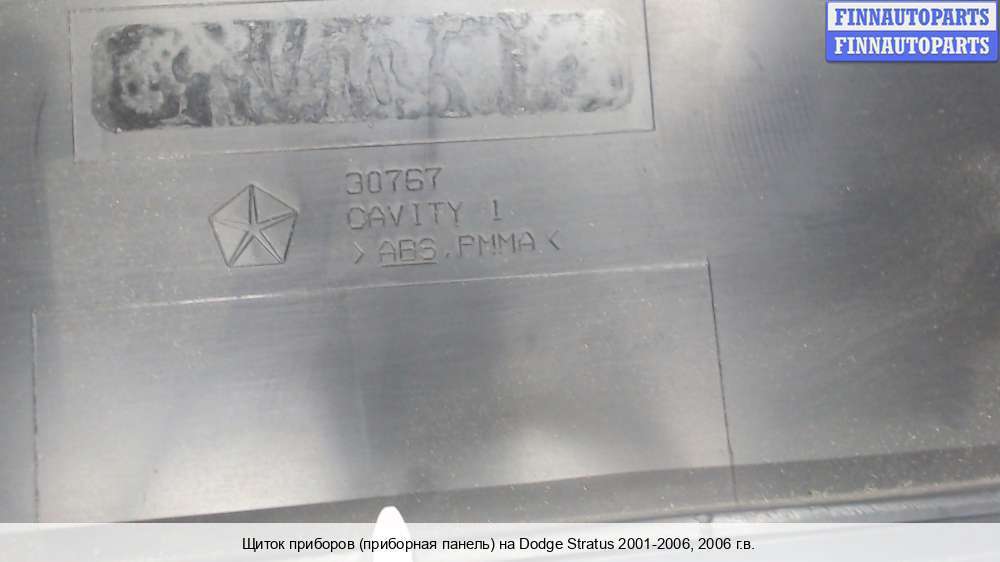 FINNAUTOPARTS
FINNAUTOPARTS
30767
CAVITY 1
>ABS.PMMA<
Щиток приборов (приборная панель) на Dodge Stratus 2001-2006, 2006 г.в.